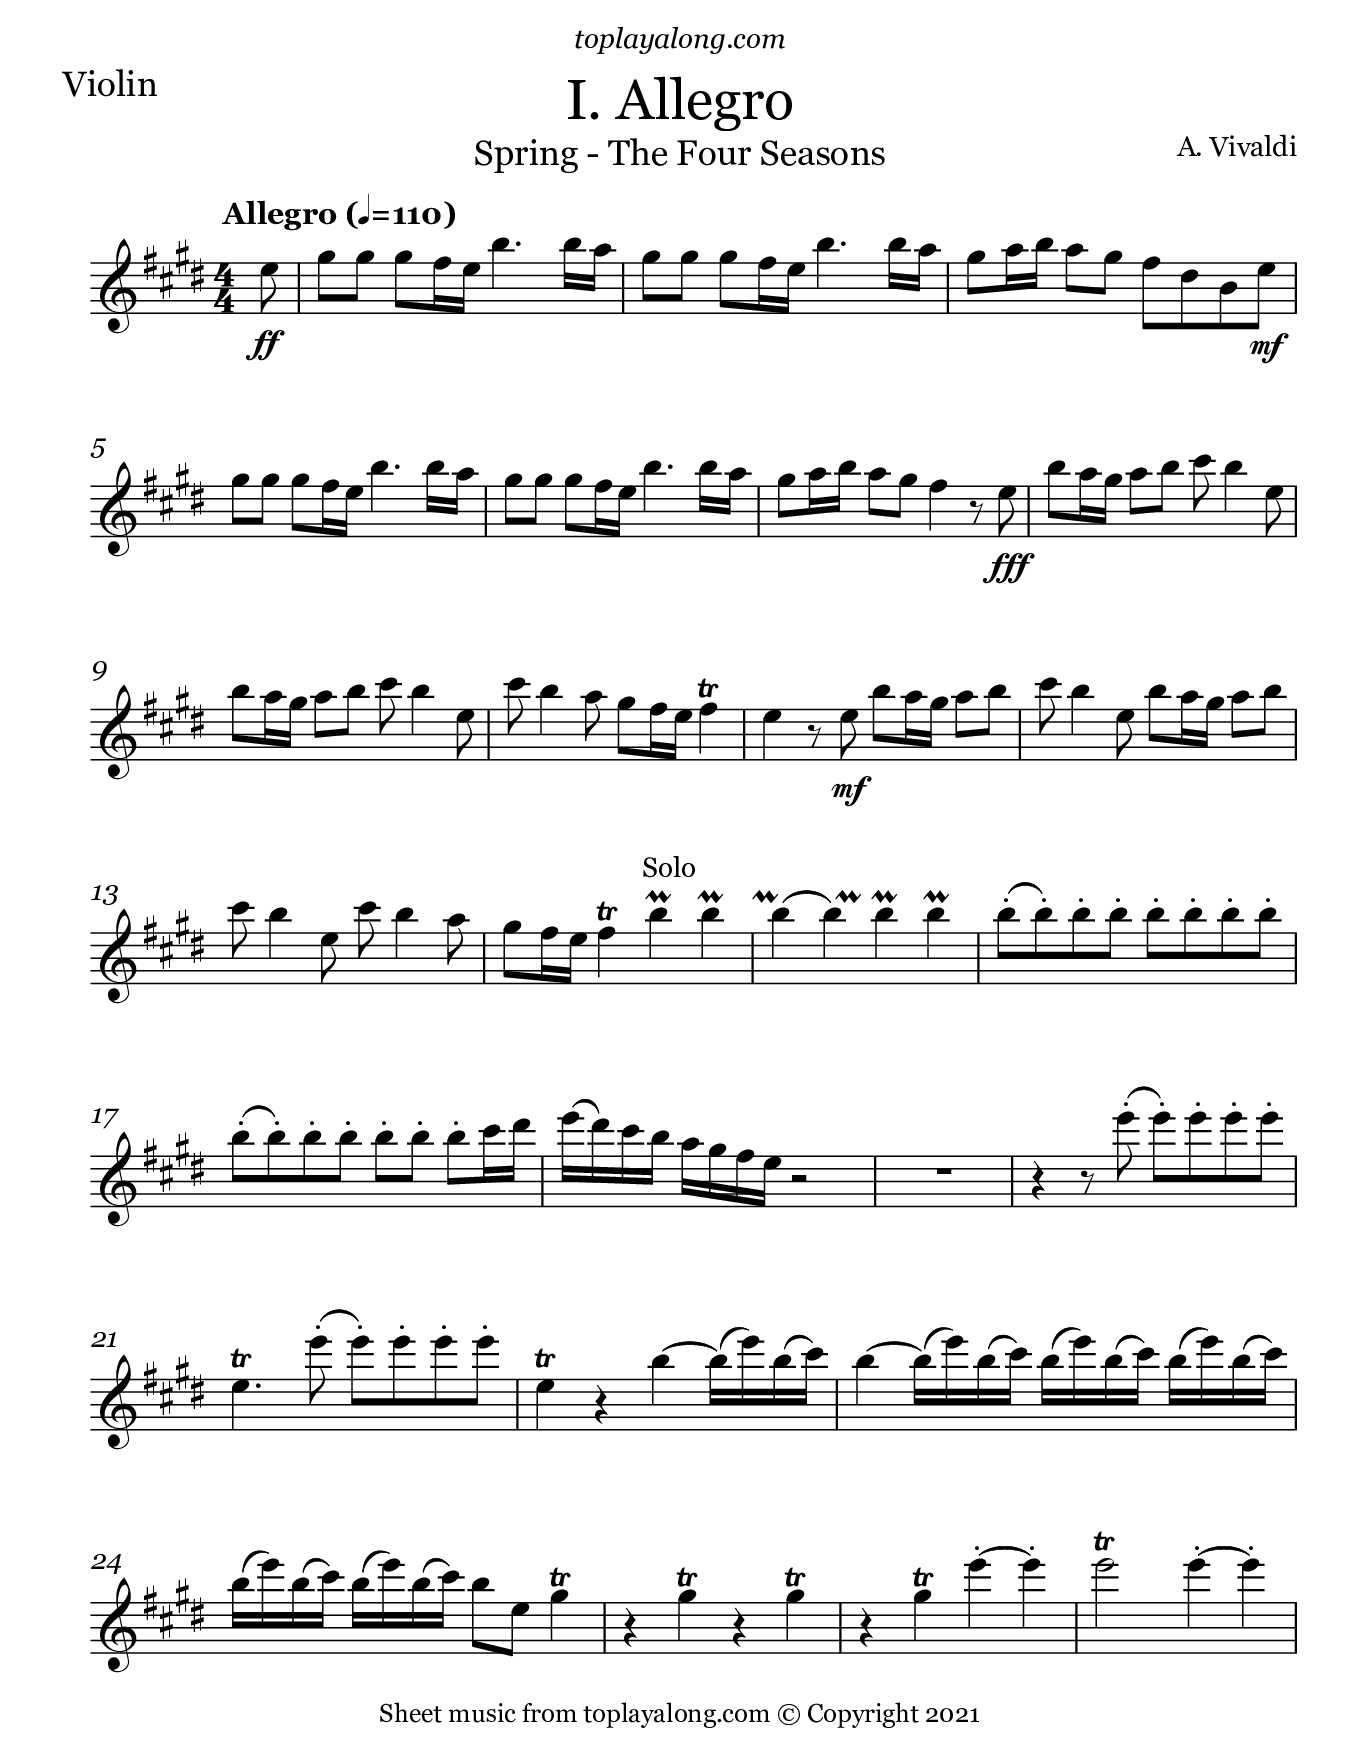 toplayalong.com
Violin
I. Allegro
Spring - The Four Seasons
A. Vivaldi
Allegro (♩=110)
4
4
ff
mf
5
fff
9
tr
mf
13
Solo
tr
17
21
tr
tr
24
tr
tr
tr
tr
tr
Sheet music from toplayalong.com © Copyright 2021